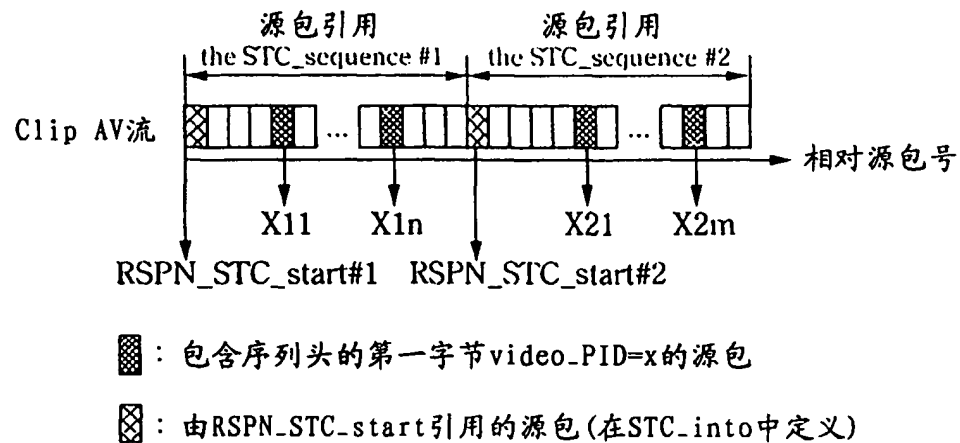 源包引用 源包引用
the STC_sequence #1 the STC_sequence #2
Clip AV流 ... ...
相对源包号
X11 X1n X21 X2m
RSPN_STC_start#1 RSPN_STC_start#2
: 包含序列头的第一字节video_PID=x的源包
: 由RSPN_STC_start引用的源包(在STC_into中定义)